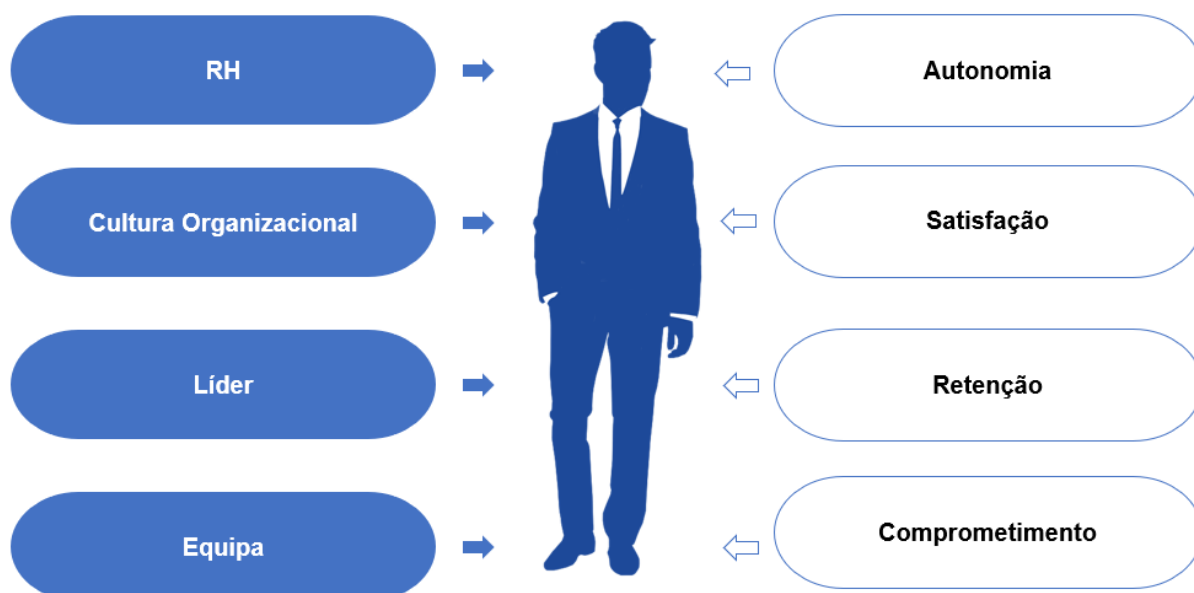 RH
Autonomia
Cultura Organizacional
Satisfação
Líder
Retenção
Equipa
Comprometimento